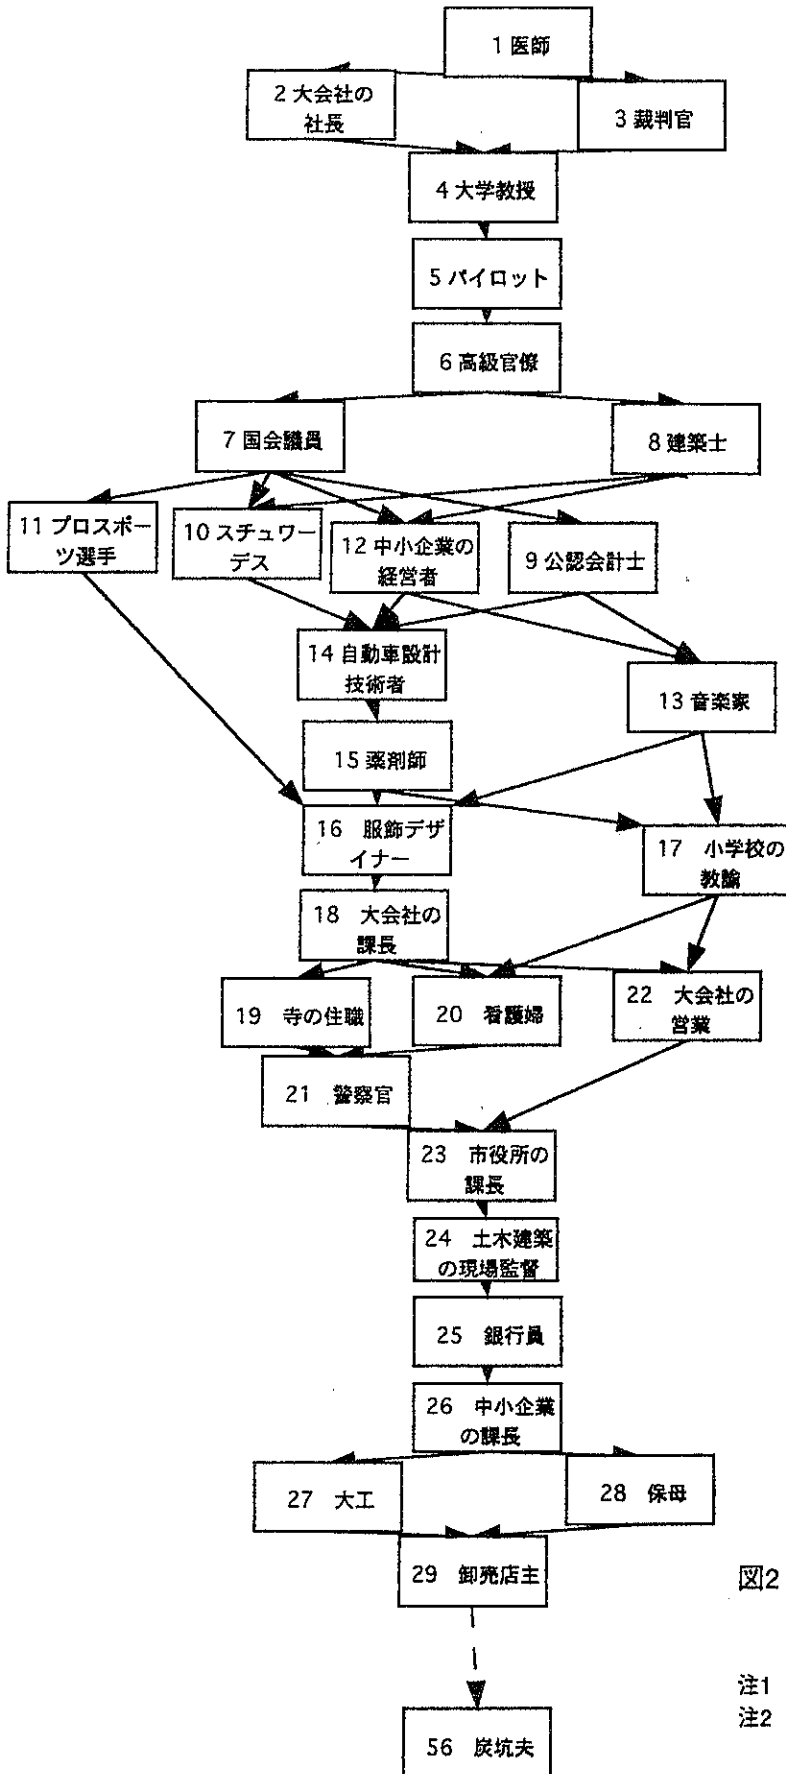 1 医師
2 大会社の
社長
3 裁判官
4 大学教授
5 パイロット
6 高級官僚
7 国会議員
8 建築士
11 プロスポー
ツ選手
10 スチュワー
デス
12 中小企業の
経営者
9 公認会計士
14 自動車設計
技術者
13 音楽家
15 薬剤師
16 服飾デザ
イナー
17 小学校の
教諭
18 大会社の
課長
19 寺の住職
20 看護婦
22 大会社の
営業
21 警察官
23 市役所の
課長
24 土木建築
の現場監督
25 銀行員
26 中小企業
の課長
27 大工
28 保母
29 卸売店主
図2
注1
注2
56 炭坑夫